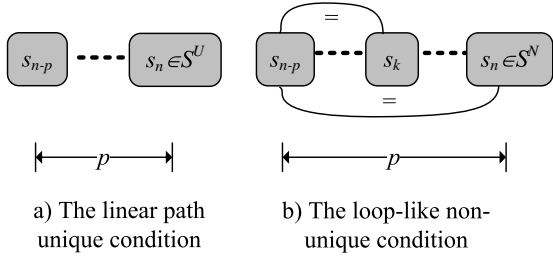 =
s_{n-p} s_n ∈ S^U s_{n-p} s_k s_n ∈ S^N
=
p p
a) The linear path
unique condition
b) The loop-like non-
unique condition